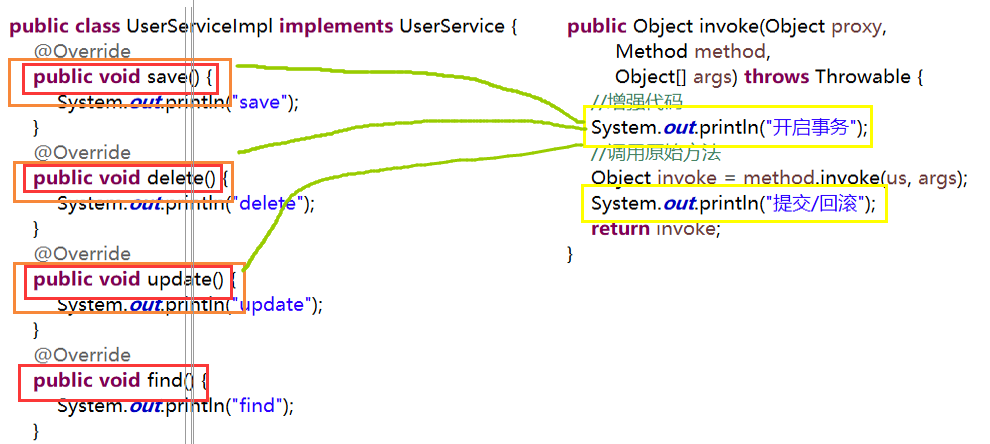 public class UserServiceImpl implements UserService {
@Override
public void save() {
System.out.println("save");
}
@Override
public void delete() {
System.out.println("delete");
}
@Override
public void update() {
System.out.println("update");
}
@Override
public void find() {
System.out.println("find");
}
public Object invoke(Object proxy,
Method method,
Object[] args) throws Throwable {
//增强代码
System.out.println("开启事务");
//调用原始方法
Object invoke = method.invoke(us, args);
System.out.println("提交/回滚");
return invoke;
}